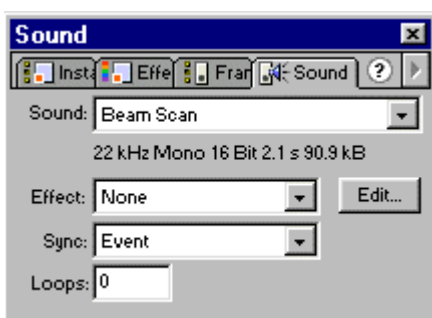 Sound
Insta Effe Fran Sound ?
Sound: Beam Scan
22 kHz Mono 16 Bit 2.1 s 90.9 kB
Effect: None Edit...
Sync: Event
Loops: 0